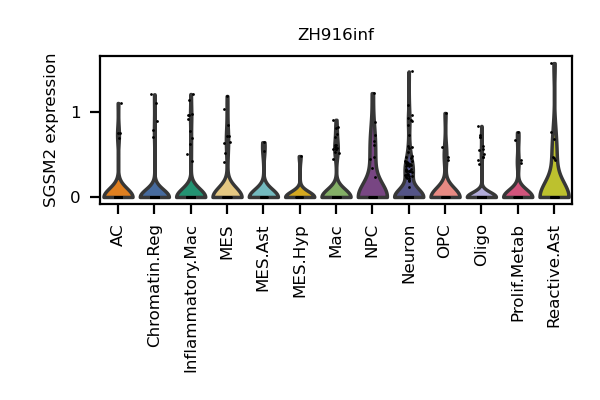 ZH916inf
SGSM2 expression
1
0
AC
Chromatin.Reg
Inflammatory.Mac
MES
MES.Ast
MES.Hyp
Mac
NPC
Neuron
OPC
Oligo
Prolif.Metab
Reactive.Ast